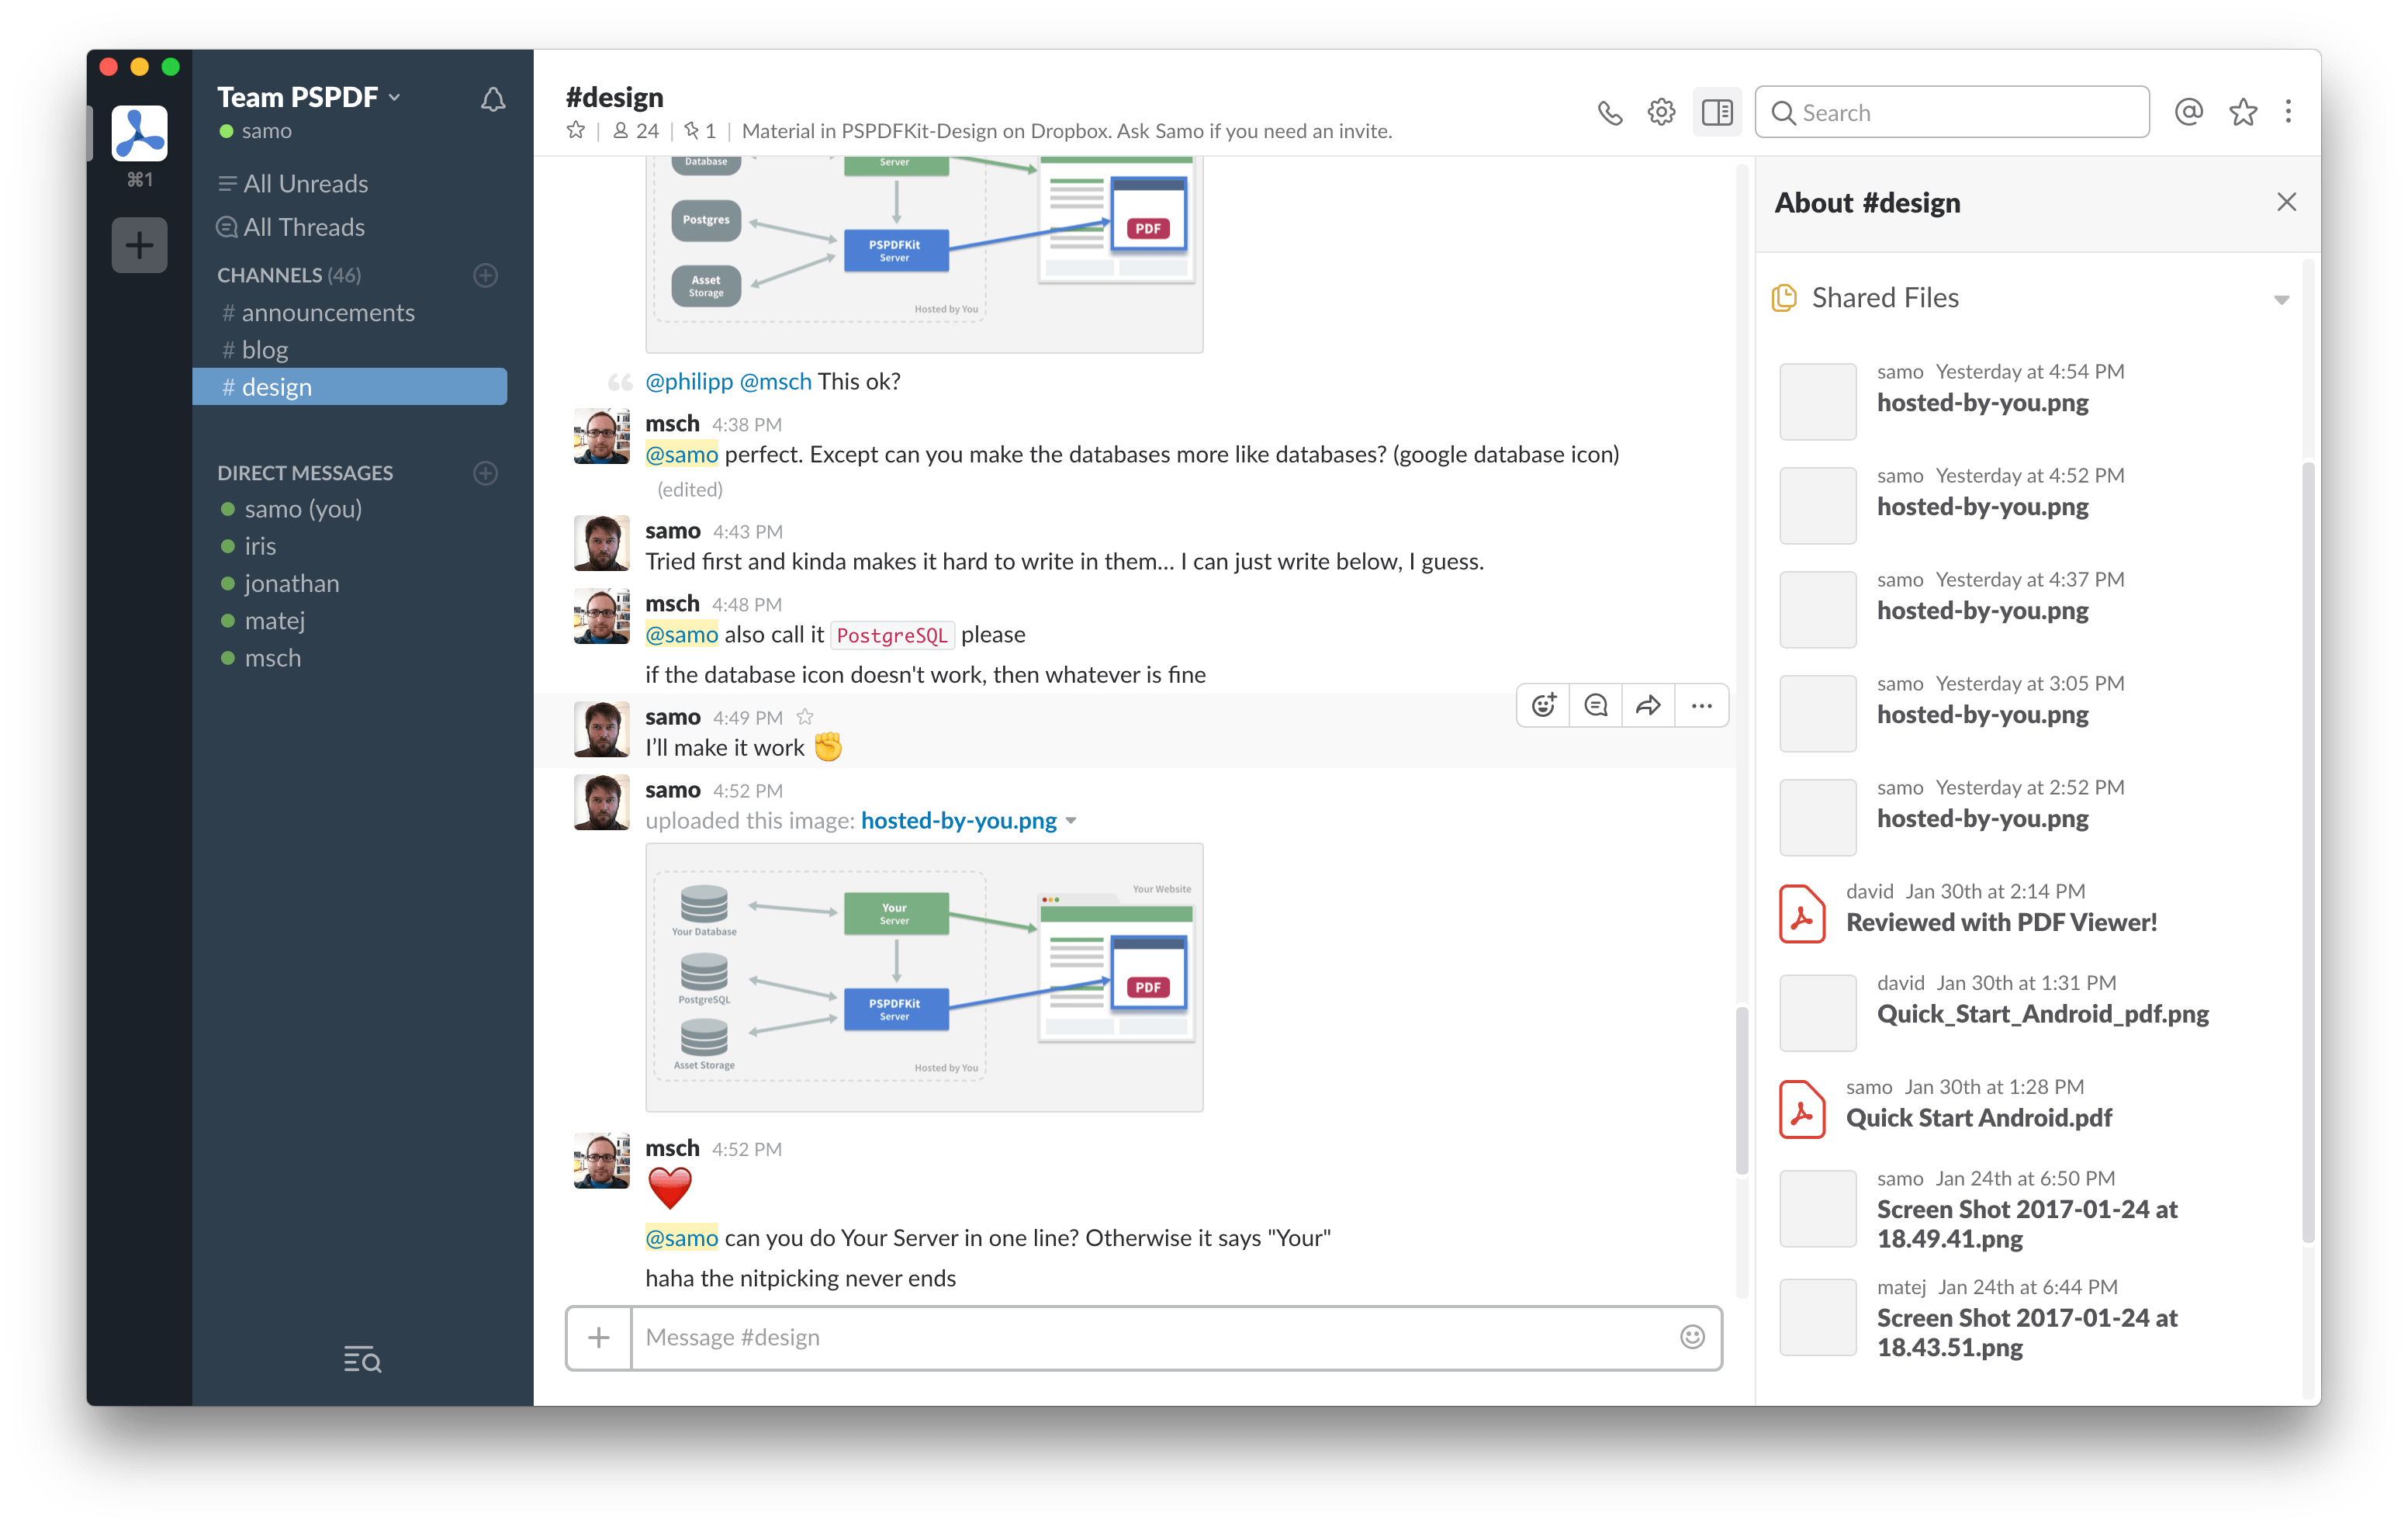 Team PSPDF
samo
⌘1
All Unreads
All Threads
CHANNELS (46)
# announcements
# blog
# design
DIRECT MESSAGES
samo (you)
iris
jonathan
matej
msch
#design
24
1
Material in PSPDFKit-Design on Dropbox. Ask Samo if you need an invite.
Search
Database
Server
Postgres
PSPDFKit
Server
PDF
Asset
Storage
Hosted by You
@philipp @msch This ok?
msch 4:38 PM
@samo perfect. Except can you make the databases more like databases? (google database icon)
(edited)
samo 4:43 PM
Tried first and kinda makes it hard to write in them... I can just write below, I guess.
msch 4:48 PM
@samo also call it PostgreSQL please
if the database icon doesn't work, then whatever is fine
samo 4:49 PM
I'll make it work ✊
samo 4:52 PM
uploaded this image: hosted-by-you.png
Your Website
Your
Server
Your Database
PostgreSQL
PSPDFKit
Server
PDF
Asset Storage
Hosted by You
msch 4:52 PM
❤️
@samo can you do Your Server in one line? Otherwise it says "Your"
haha the nitpicking never ends
Message #design
About #design
Shared Files
samo Yesterday at 4:54 PM
hosted-by-you.png
samo Yesterday at 4:52 PM
hosted-by-you.png
samo Yesterday at 4:37 PM
hosted-by-you.png
samo Yesterday at 3:05 PM
hosted-by-you.png
samo Yesterday at 2:52 PM
hosted-by-you.png
david Jan 30th at 2:14 PM
Reviewed with PDF Viewer!
david Jan 30th at 1:31 PM
Quick_Start_Android_pdf.png
samo Jan 30th at 1:28 PM
Quick Start Android.pdf
samo Jan 24th at 6:50 PM
Screen Shot 2017-01-24 at
18.49.41.png
matej Jan 24th at 6:44 PM
Screen Shot 2017-01-24 at
18.43.51.png